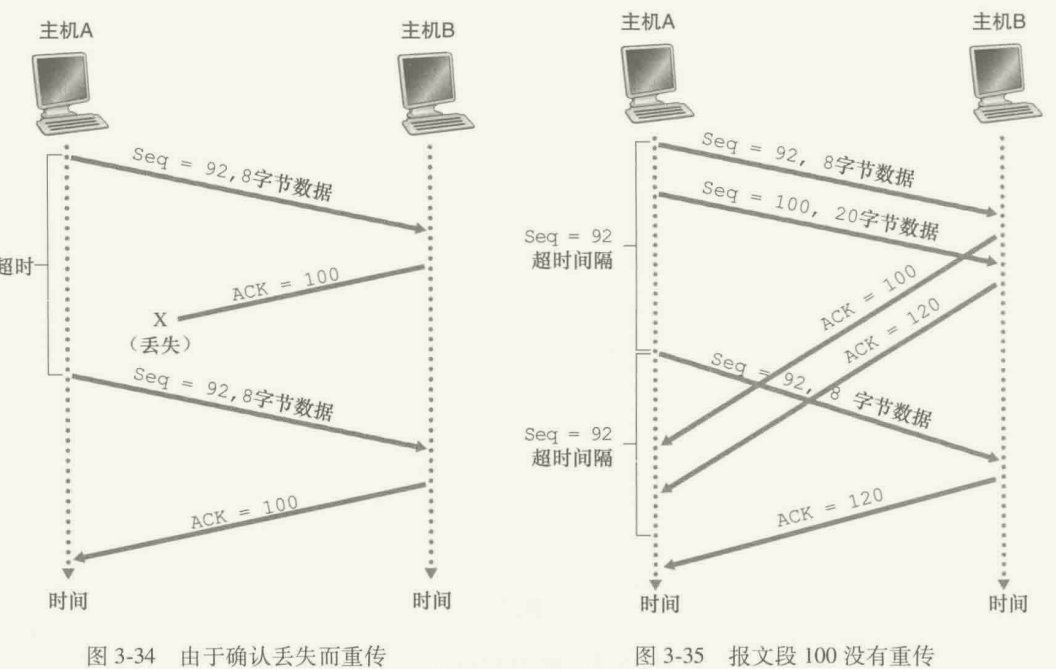 主机A
主机B
Seq = 92,8字节数据
超时
ACK = 100
X
（丢失）
Seq = 92,8字节数据
ACK = 100
时间
时间
图 3-34 由于确认丢失而重传
主机A
主机B
Seq = 92, 8字节数据
Seq = 100, 20字节数据
Seq = 92
超时间隔
ACK = 100
ACK = 120
Seq = 92, 8 字节数据
Seq = 92
超时间隔
ACK = 120
时间
时间
图 3-35 报文段 100 没有重传